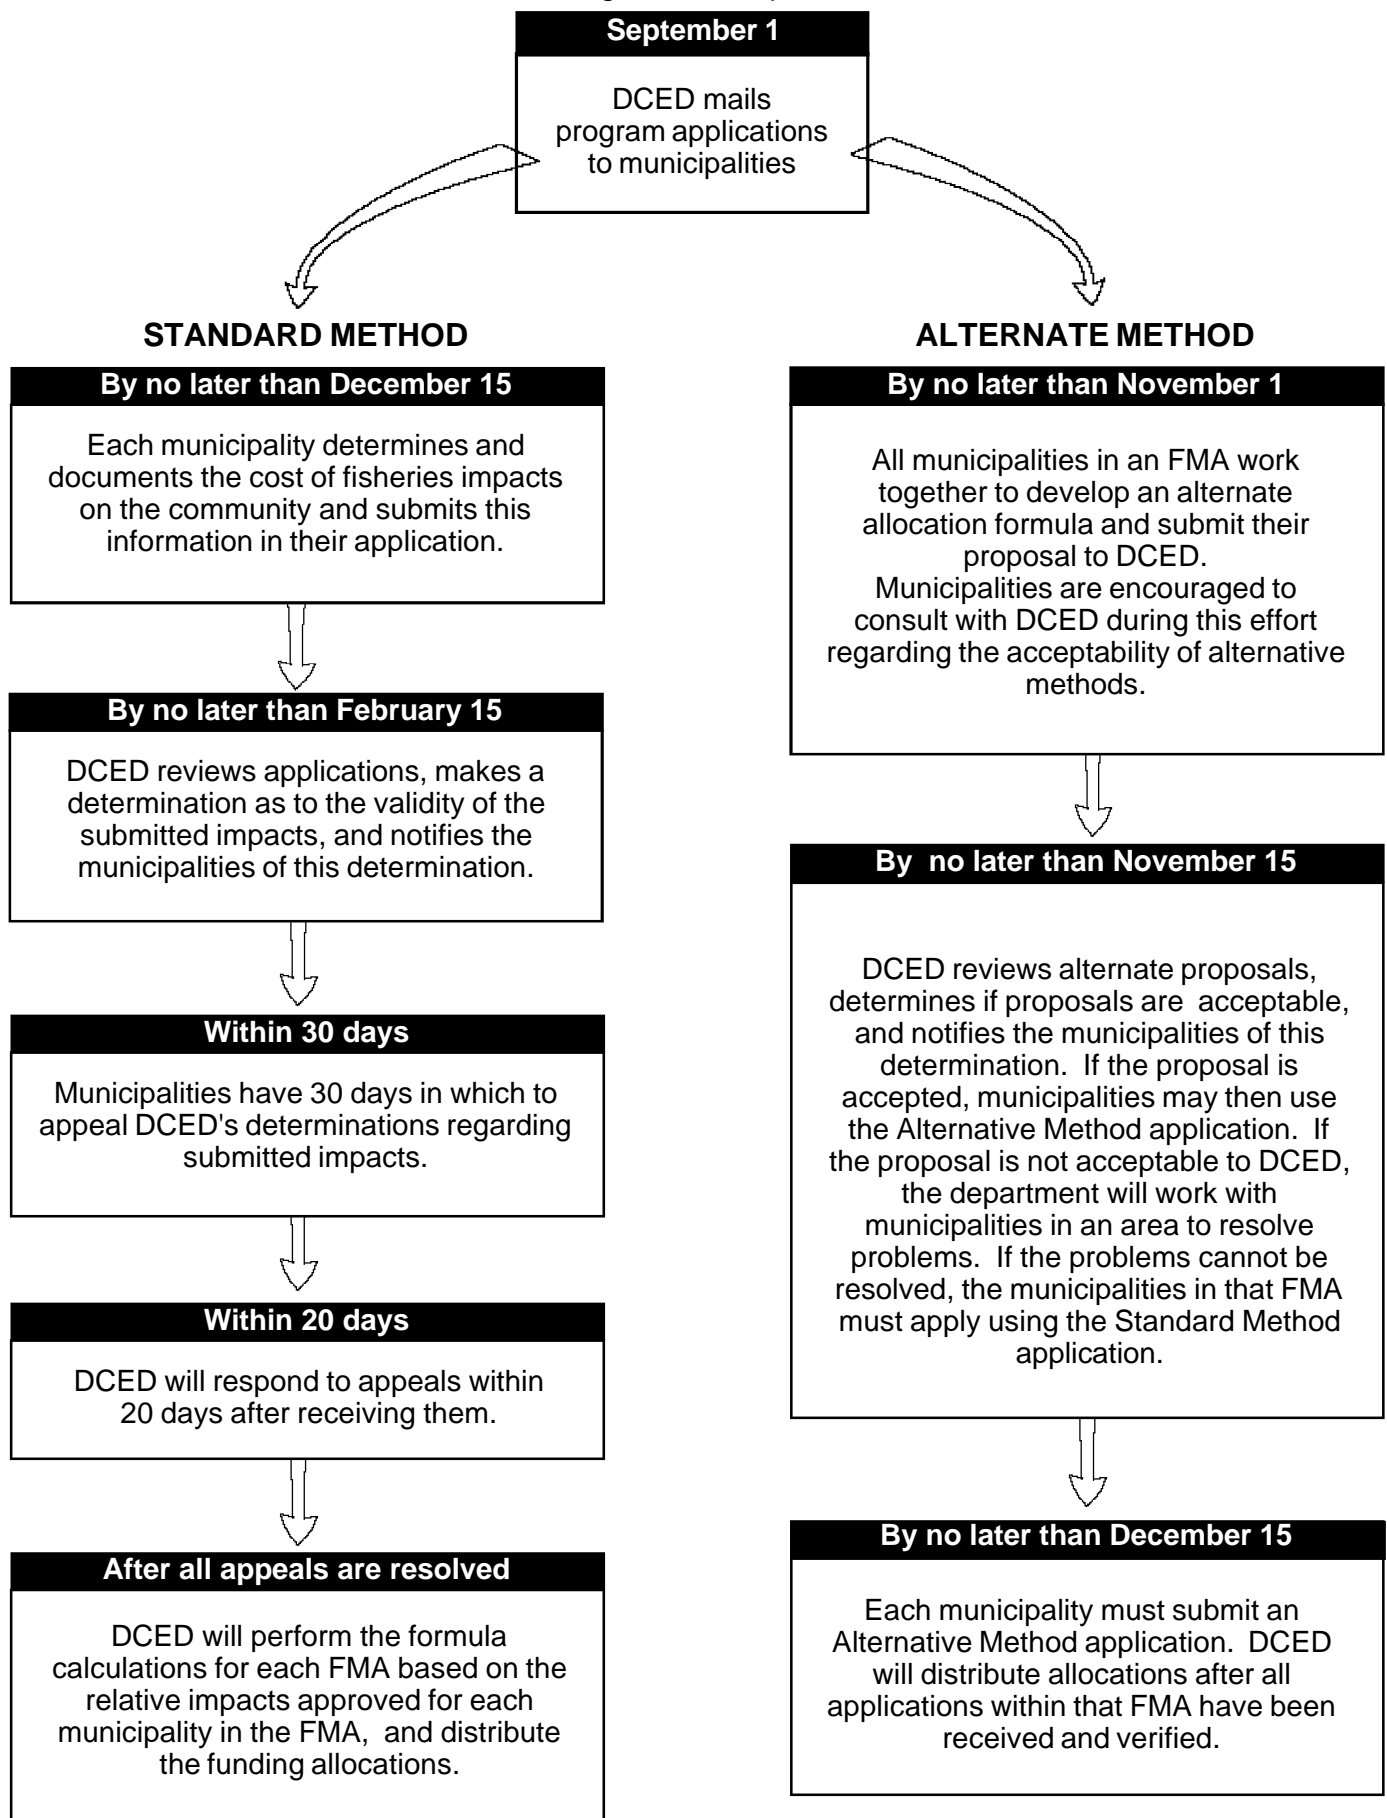 September 1
DCED mails
program applications
to municipalities
STANDARD METHOD
By no later than December 15
Each municipality determines and
documents the cost of fisheries impacts
on the community and submits this
information in their application.
By no later than February 15
DCED reviews applications, makes a
determination as to the validity of the
submitted impacts, and notifies the
municipalities of this determination.
Within 30 days
Municipalities have 30 days in which to
appeal DCED's determinations regarding
submitted impacts.
Within 20 days
DCED will respond to appeals within
20 days after receiving them.
After all appeals are resolved
DCED will perform the formula
calculations for each FMA based on the
relative impacts approved for each
municipality in the FMA, and distribute
the funding allocations.
ALTERNATE METHOD
By no later than November 1
All municipalities in an FMA work
together to develop an alternate
allocation formula and submit their
proposal to DCED.
Municipalities are encouraged to
consult with DCED during this effort
regarding the acceptability of alternative
methods.
By no later than November 15
DCED reviews alternate proposals,
determines if proposals are acceptable,
and notifies the municipalities of this
determination. If the proposal is
accepted, municipalities may then use
the Alternative Method application. If
the proposal is not acceptable to DCED,
the department will work with
municipalities in an area to resolve
problems. If the problems cannot be
resolved, the municipalities in that FMA
must apply using the Standard Method
application.
By no later than December 15
Each municipality must submit an
Alternative Method application. DCED
will distribute allocations after all
applications within that FMA have been
received and verified.